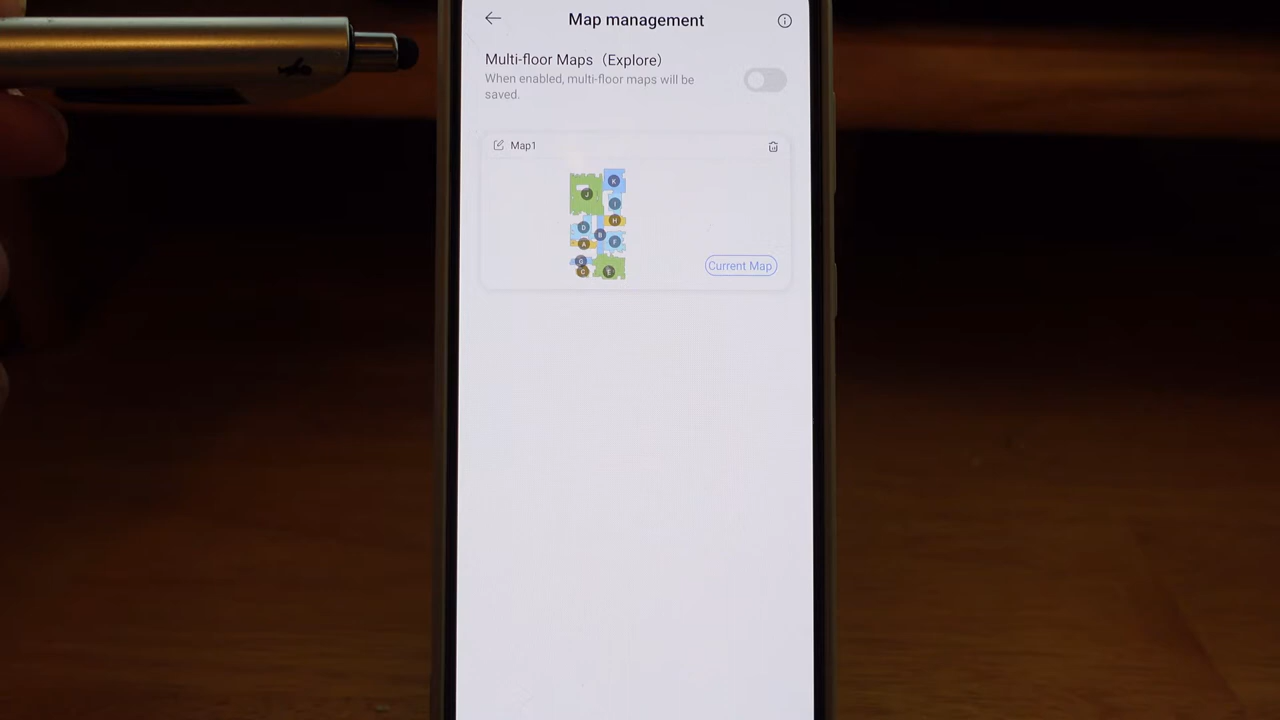 Map management
Multi-floor Maps（Explore）
When enabled, multi-floor maps will be
saved.
Map1
K
J
I
H
D
B
A
F
G
C
E
Current Map